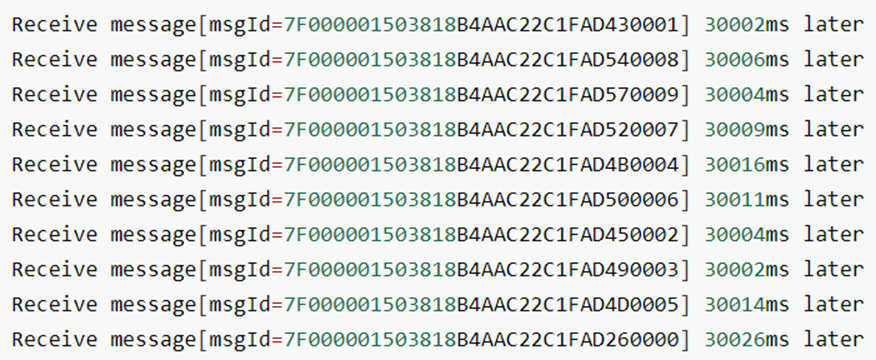 Receive message[msgId=7F000001503818B4AAC22C1FAD430001] 30002ms later
Receive message[msgId=7F000001503818B4AAC22C1FAD540008] 30006ms later
Receive message[msgId=7F000001503818B4AAC22C1FAD570009] 30004ms later
Receive message[msgId=7F000001503818B4AAC22C1FAD520007] 30009ms later
Receive message[msgId=7F000001503818B4AAC22C1FAD4B0004] 30016ms later
Receive message[msgId=7F000001503818B4AAC22C1FAD500006] 30011ms later
Receive message[msgId=7F000001503818B4AAC22C1FAD450002] 30004ms later
Receive message[msgId=7F000001503818B4AAC22C1FAD490003] 30002ms later
Receive message[msgId=7F000001503818B4AAC22C1FAD4D0005] 30014ms later
Receive message[msgId=7F000001503818B4AAC22C1FAD260000] 30026ms later